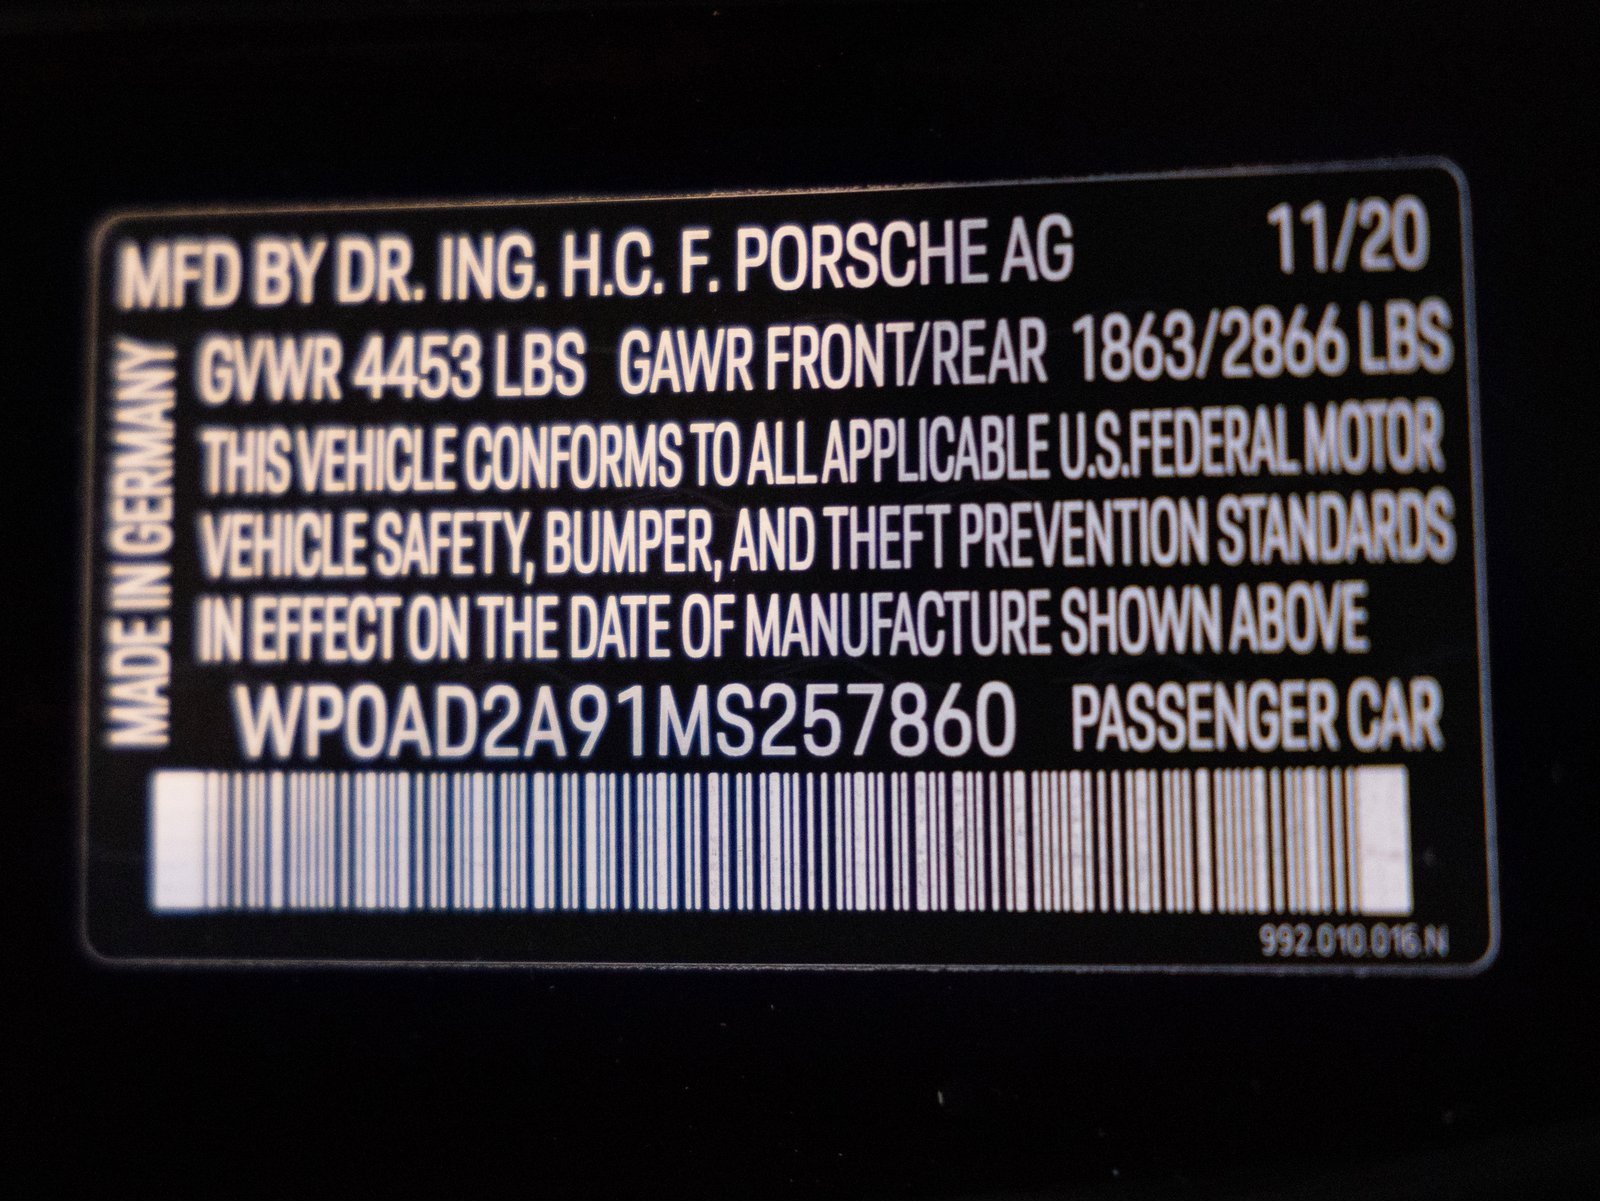 MFD BY DR. ING. H.C. F. PORSCHE AG 11/20
GVWR 4453 LBS GAWR FRONT/REAR 1863/2866 LBS
THIS VEHICLE CONFORMS TO ALL APPLICABLE U.S.FEDERAL MOTOR
VEHICLE SAFETY, BUMPER, AND THEFT PREVENTION STANDARDS
IN EFFECT ON THE DATE OF MANUFACTURE SHOWN ABOVE
WP0AD2A91MS257860 PASSENGER CAR
MADE IN GERMANY
992.010.016.N